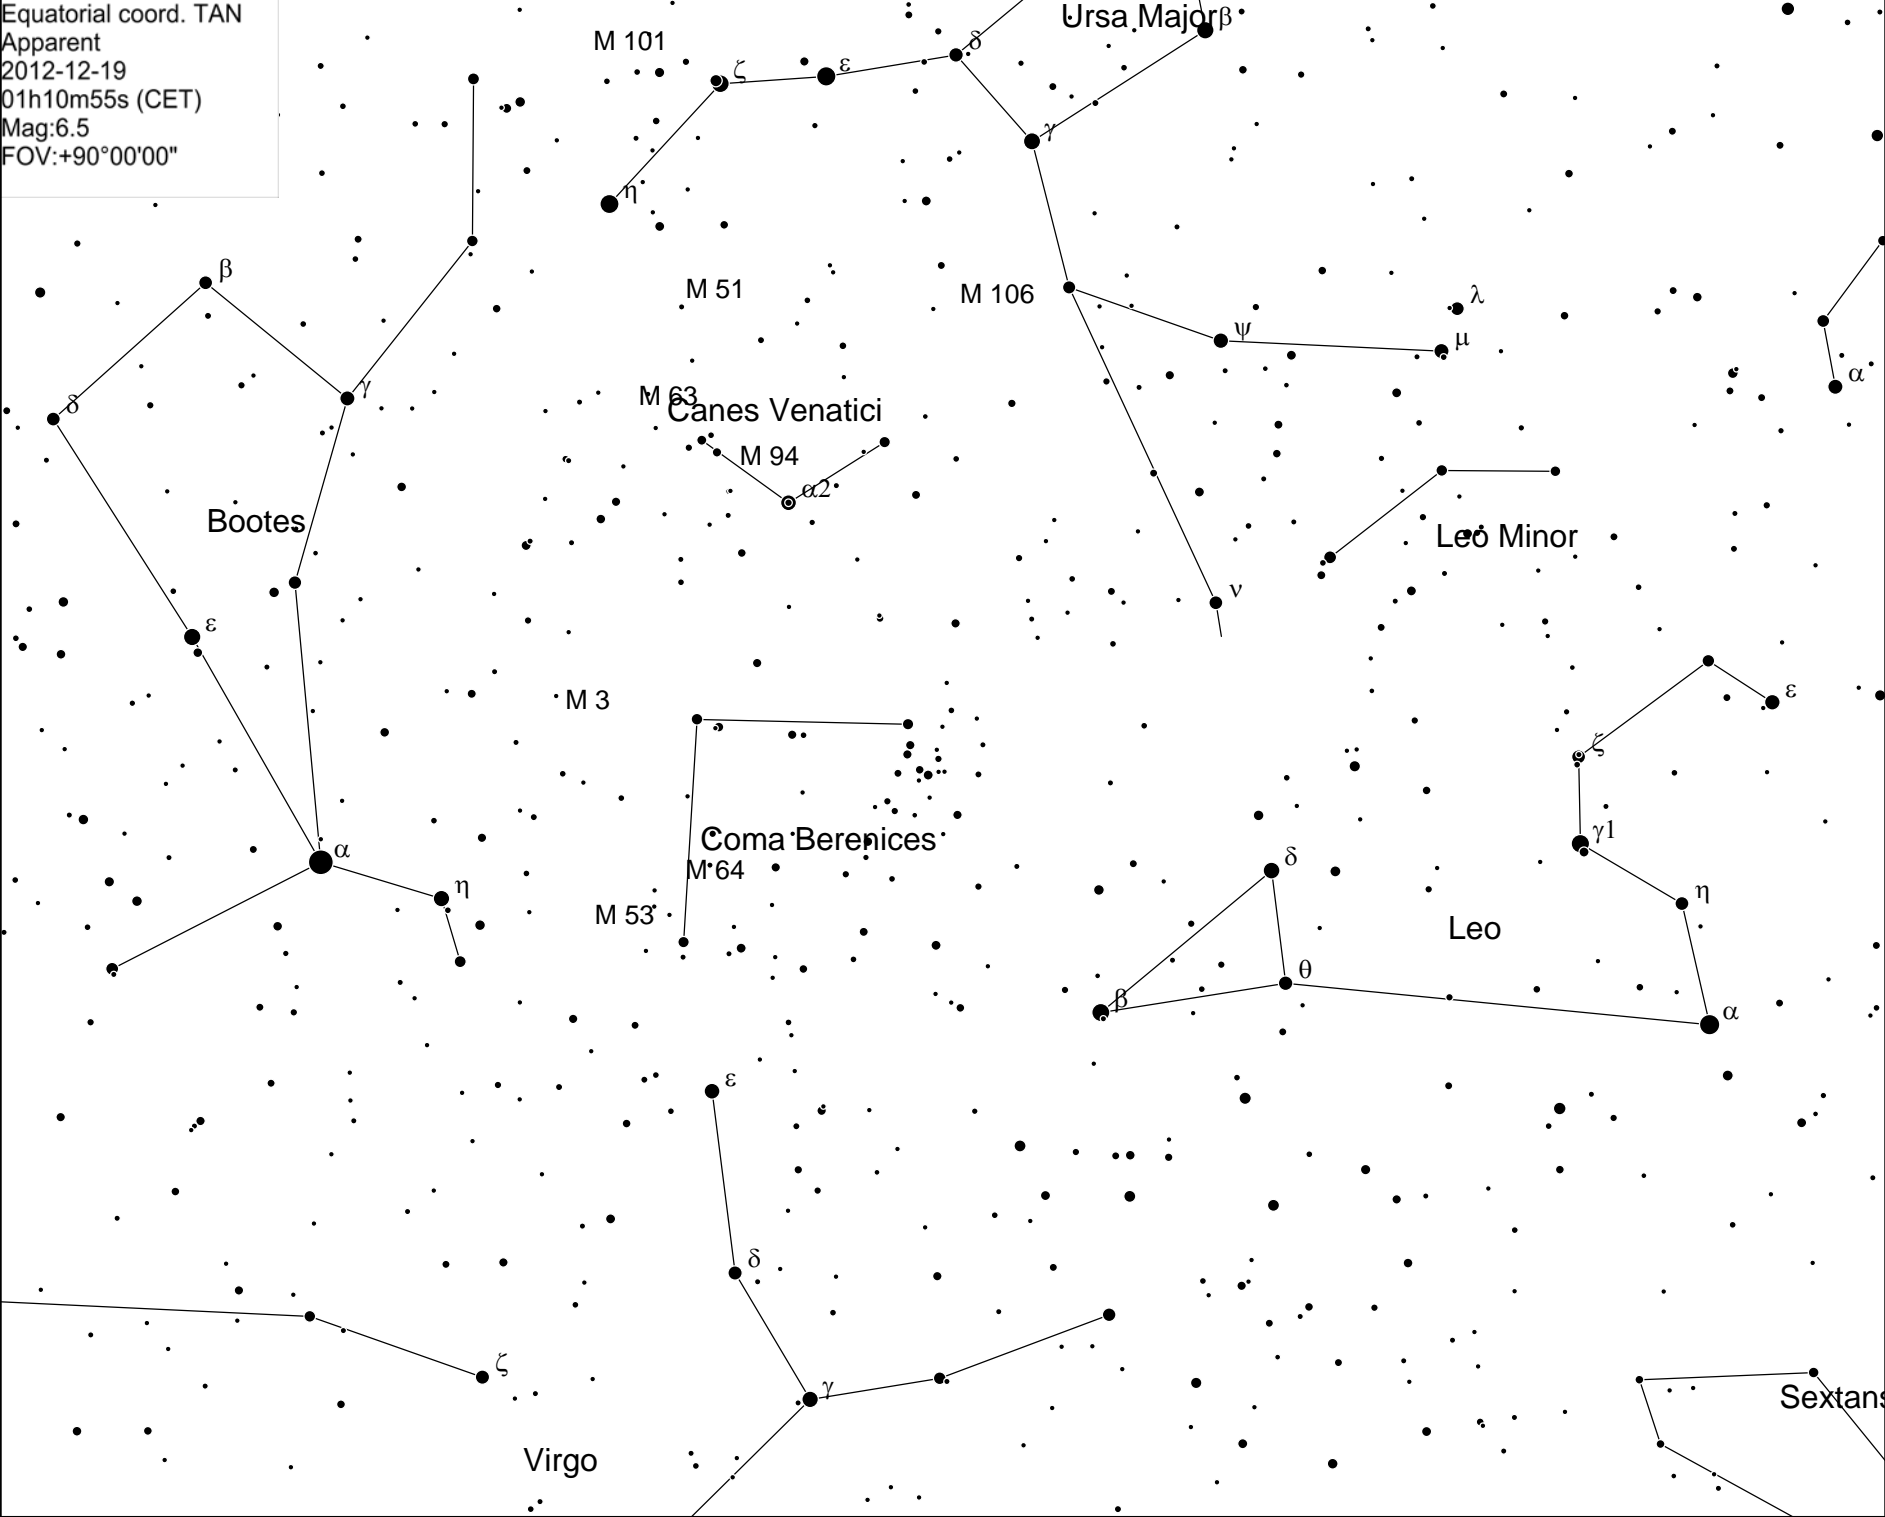 Equatorial coord. TAN
Apparent
2012-12-19
01h10m55s (CET)
Mag:6.5
FOV:+90°00'00"
Ursa Major β
M 101
δ
ζ
ε
γ
η
β
M 51
M 106
λ
ψ
μ
α
δ
γ
M 63
Canes Venatici
M 94
α2
Bootes
Leo Minor
ν
ε
M 3
ε
ζ
Coma Berenices
γ1
α
M 64
δ
η
η
M 53
Leo
θ
β
α
ε
δ
ζ
γ
Sextans
Virgo